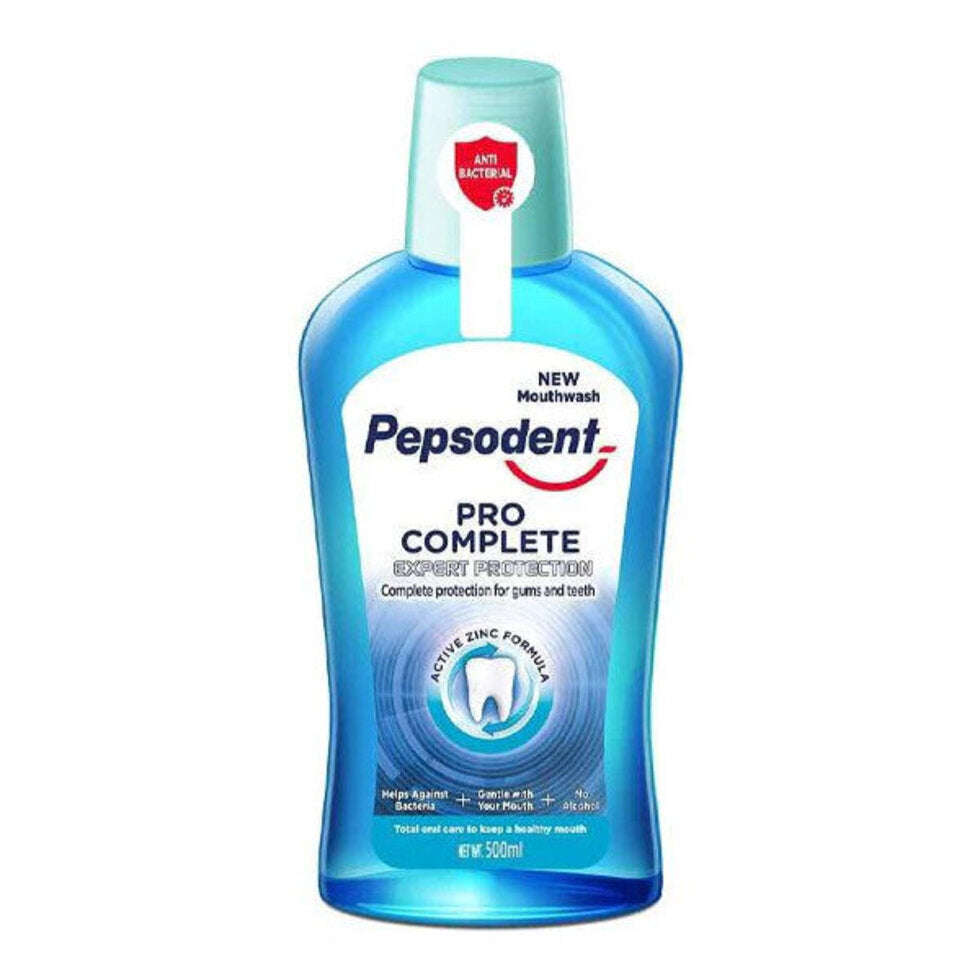 ANTI
BACTERIAL
NEW
Mouthwash
Pepsodent
PRO
COMPLETE
EXPERT PROTECTION
Complete protection for gums and teeth
ACTIVE ZINC FORMULA
Helps Against
Bacteria
+
Gentle with
Your Mouth
+
No
Alcohol
Total oral care to keep a healthy mouth
NET WT. 500ml